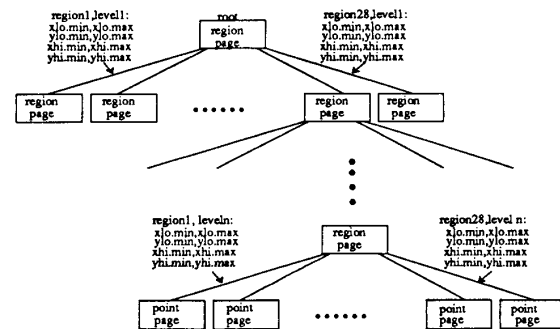 region1,level1:
xlo.min,xlo.max
ylo.min,ylo.max
xhi.min,xhi.max
yhi.min,yhi.max
root
region
page
region28,level1:
xlo.min,xlo.max
ylo.min,ylo.max
xhi.min,xhi.max
yhi.min,yhi.max
region
page
region
page
region
page
region
page
region1, leveln:
xlo.min,xlo.max
ylo.min,ylo.max
xhi.min,xhi.max
yhi.min,yhi.max
region
page
region28,level n:
xlo.min,xlo.max
ylo.min,ylo.max
xhi.min,xhi.max
yhi.min,yhi.max
point
page
point
page
point
page
point
page